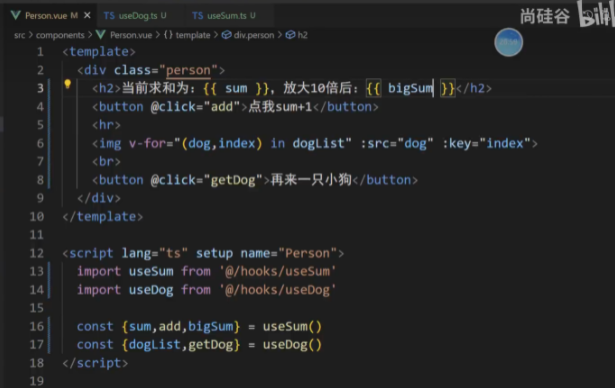 Person.vue M × TS useDog.ts U TS useSum.ts U
尚硅谷 bili
src > components > Person.vue > {} template > div.person > h2
1 <template>
2 <div class="person">
3 <h2>当前求和为：{{ sum }}，放大10倍后：{{ bigSum }}</h2>
4 <button @click="add">点我sum+1</button>
5 <hr>
6 <img v-for="(dog,index) in dogList" :src="dog" :key="index">
7 <br>
8 <button @click="getDog">再来一只小狗</button>
9 </div>
10 </template>
11
12 <script lang="ts" setup name="Person">
13 import useSum from '@/hooks/useSum'
14 import useDog from '@/hooks/useDog'
15
16 const {sum,add,bigSum} = useSum()
17 const {dogList,getDog} = useDog()
18 </script>
19